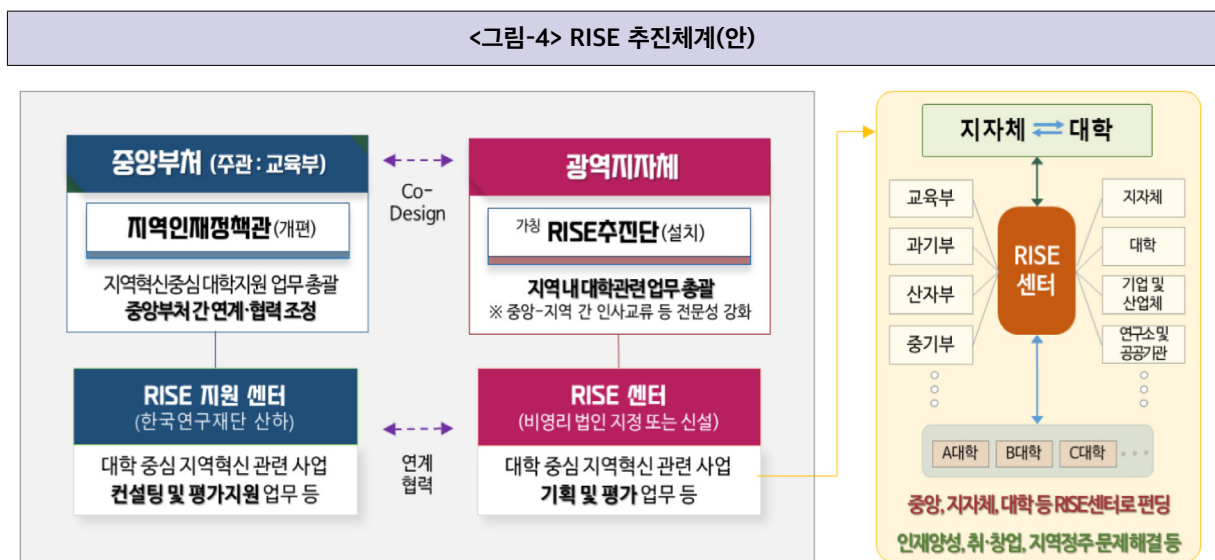 <그림-4> RISE 추진체계(안)
중앙부처 (주관 : 교육부)
지역인재정책관(개편)
지역혁신중심 대학지원 업무 총괄
중앙부처 간 연계·협력 조정
Co-
Design
광역지자체
가칭 RISE추진단(설치)
지역 내 대학관련 업무 총괄
※ 중앙-지역 간 인사교류 등 전문성 강화
RISE 지원 센터
(한국연구재단 산하)
대학 중심 지역혁신 관련 사업
컨설팅 및 평가지원 업무 등
연계
협력
RISE 센터
(비영리 법인 지정 또는 신설)
대학 중심 지역혁신 관련 사업
기획 및 평가 업무 등
지자체 ⇄ 대학
교육부
과기부
산자부
중기부
RISE
센터
지자체
대학
기업 및
산업체
연구소 및
공공기관
A대학 B대학 C대학 ···
중앙, 지자체, 대학 등 RISE센터로 펀딩
인재양성, 취·창업, 지역정주 문제해결 등